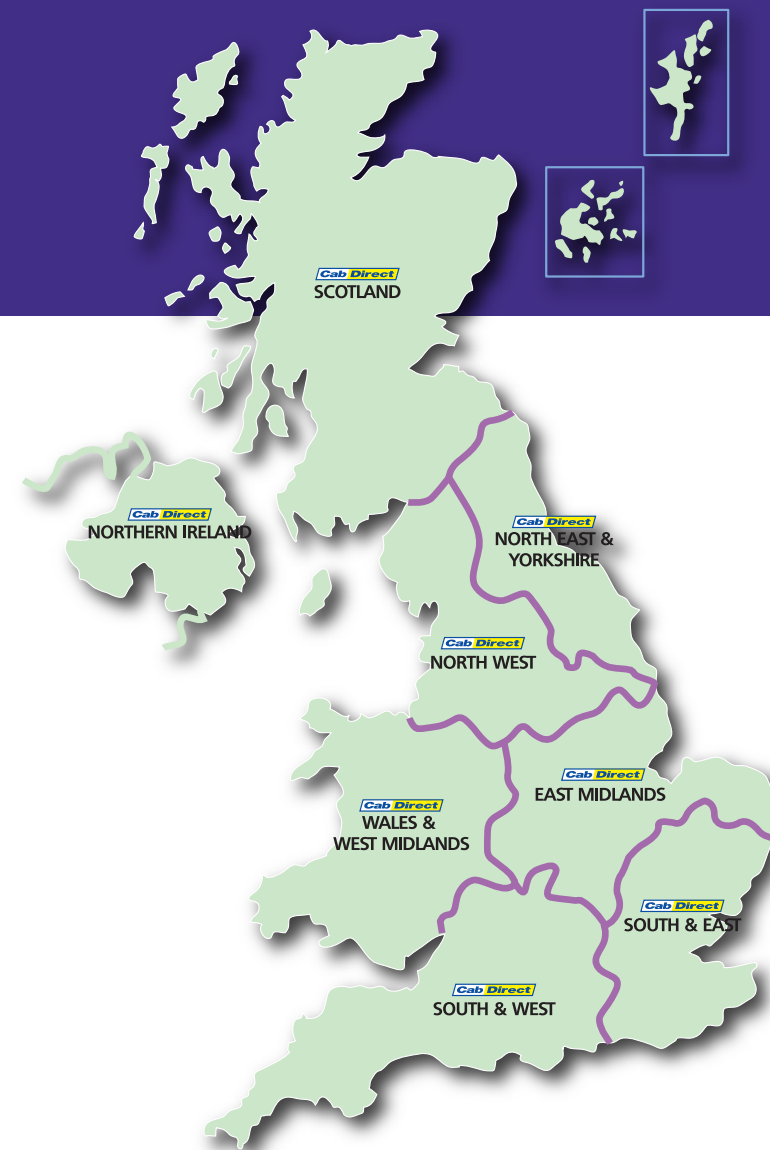 Cab Direct
SCOTLAND
Cab Direct
NORTHERN IRELAND
Cab Direct
NORTH EAST &
YORKSHIRE
Cab Direct
NORTH WEST
Cab Direct
EAST MIDLANDS
Cab Direct
WALES &
WEST MIDLANDS
Cab Direct
SOUTH & EAST
Cab Direct
SOUTH & WEST